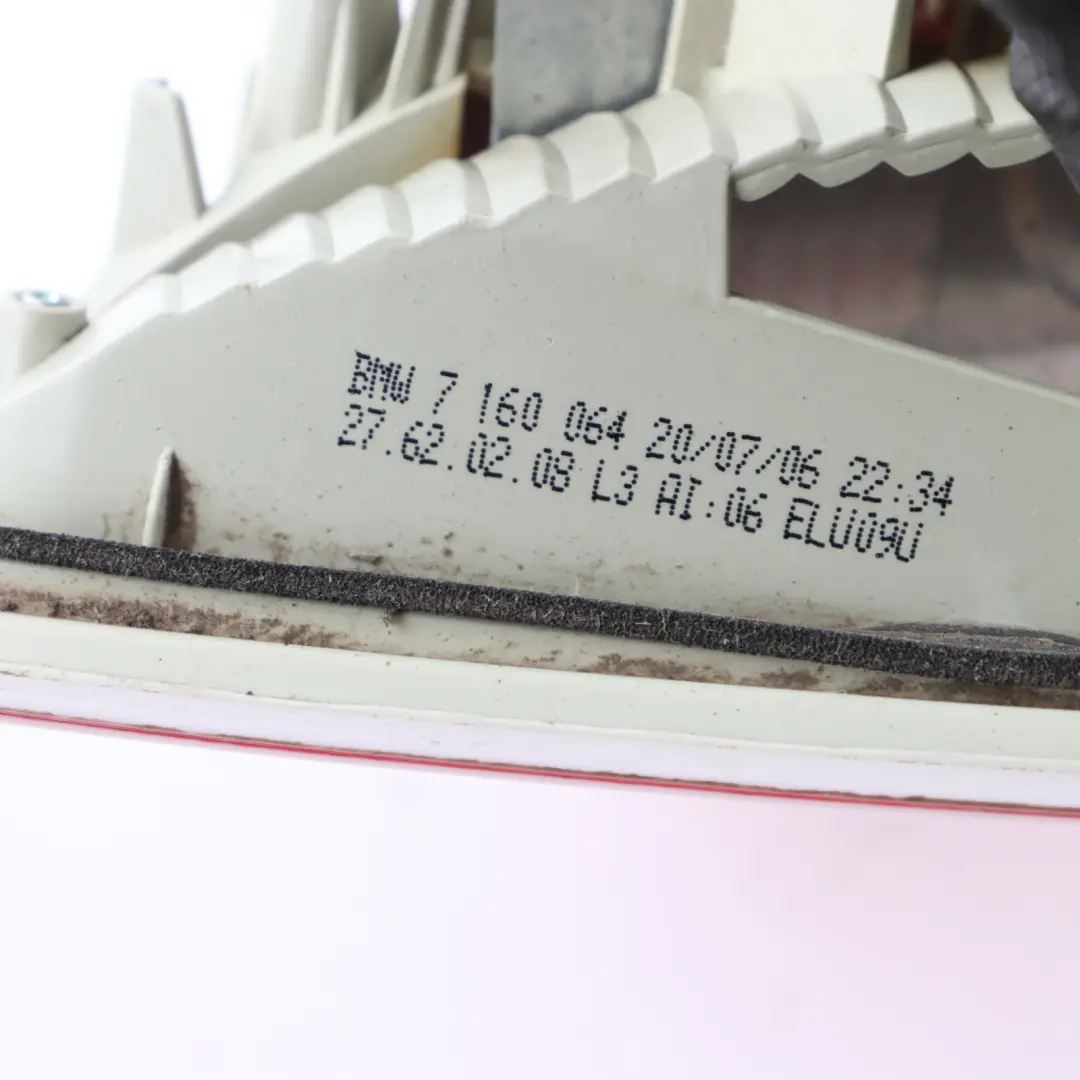 BMW 7 160 064 20/07/06 22:34
27.62.02.08 L3 AI:06 ELU09U